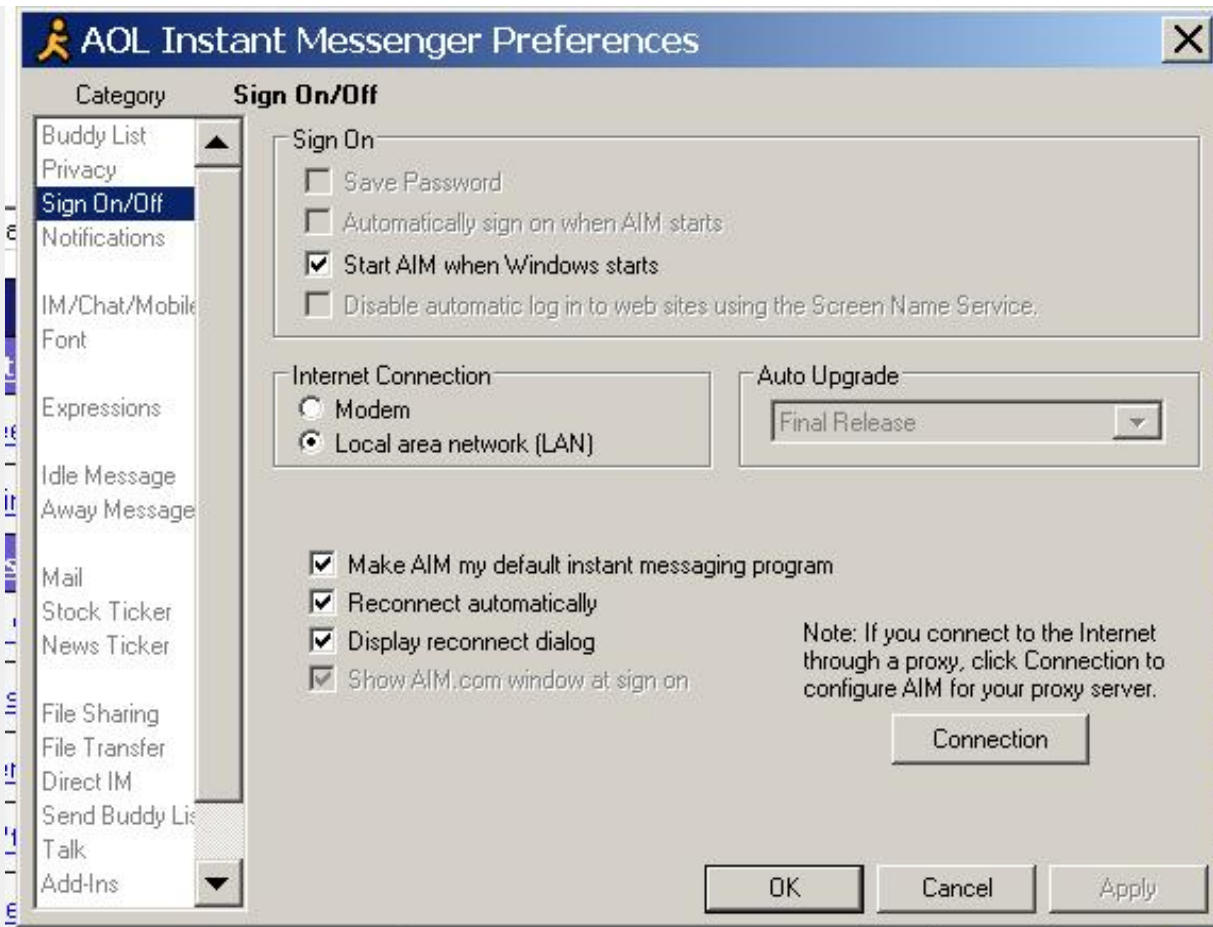 AOL Instant Messenger Preferences
Category
Sign On/Off
Buddy List
Privacy
Sign On/Off
Notifications
IM/Chat/Mobile
Font
Expressions
Idle Message
Away Message
Mail
Stock Ticker
News Ticker
File Sharing
File Transfer
Direct IM
Send Buddy Lis
Talk
Add-Ins
Sign On
Save Password
Automatically sign on when AIM starts
Start AIM when Windows starts
Disable automatic log in to web sites using the Screen Name Service.
Internet Connection
Modem
Local area network (LAN)
Auto Upgrade
Final Release
Make AIM my default instant messaging program
Reconnect automatically
Display reconnect dialog
Show AIM.com window at sign on
Note: If you connect to the Internet
through a proxy, click Connection to
configure AIM for your proxy server.
Connection
OK
Cancel
Apply